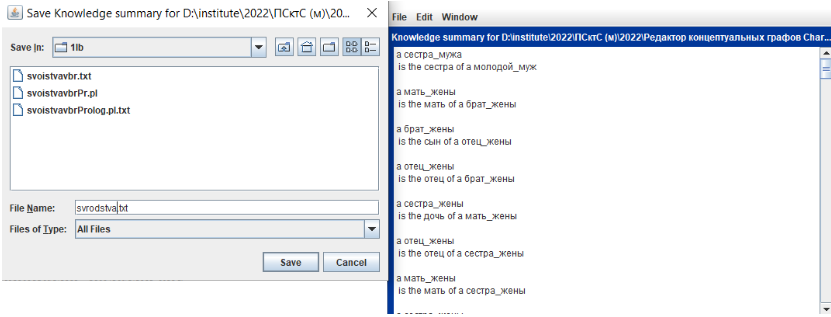 Save Knowledge summary for D:\institute\2022\ПСктС (м)\20...
Save In:
1lb
svoistvavbr.txt
svoistvavbrPr.pl
svoistvavbrProlog.pl.txt
File Name:
svrodstva.txt
Files of Type:
All Files
Save
Cancel
File Edit Window
Knowledge summary for D:\institute\2022\ПСктС (м)\2022\Редактор концептуальных графов Char...
a сестра_мужа
is the сестра of a молодой_муж
a мать_жены
is the мать of a брат_жены
a брат_жены
is the сын of a отец_жены
a отец_жены
is the отец of a брат_жены
a сестра_жены
is the дочь of a мать_жены
a отец_жены
is the отец of a сестра_жены
a мать_жены
is the мать of a сестра_жены